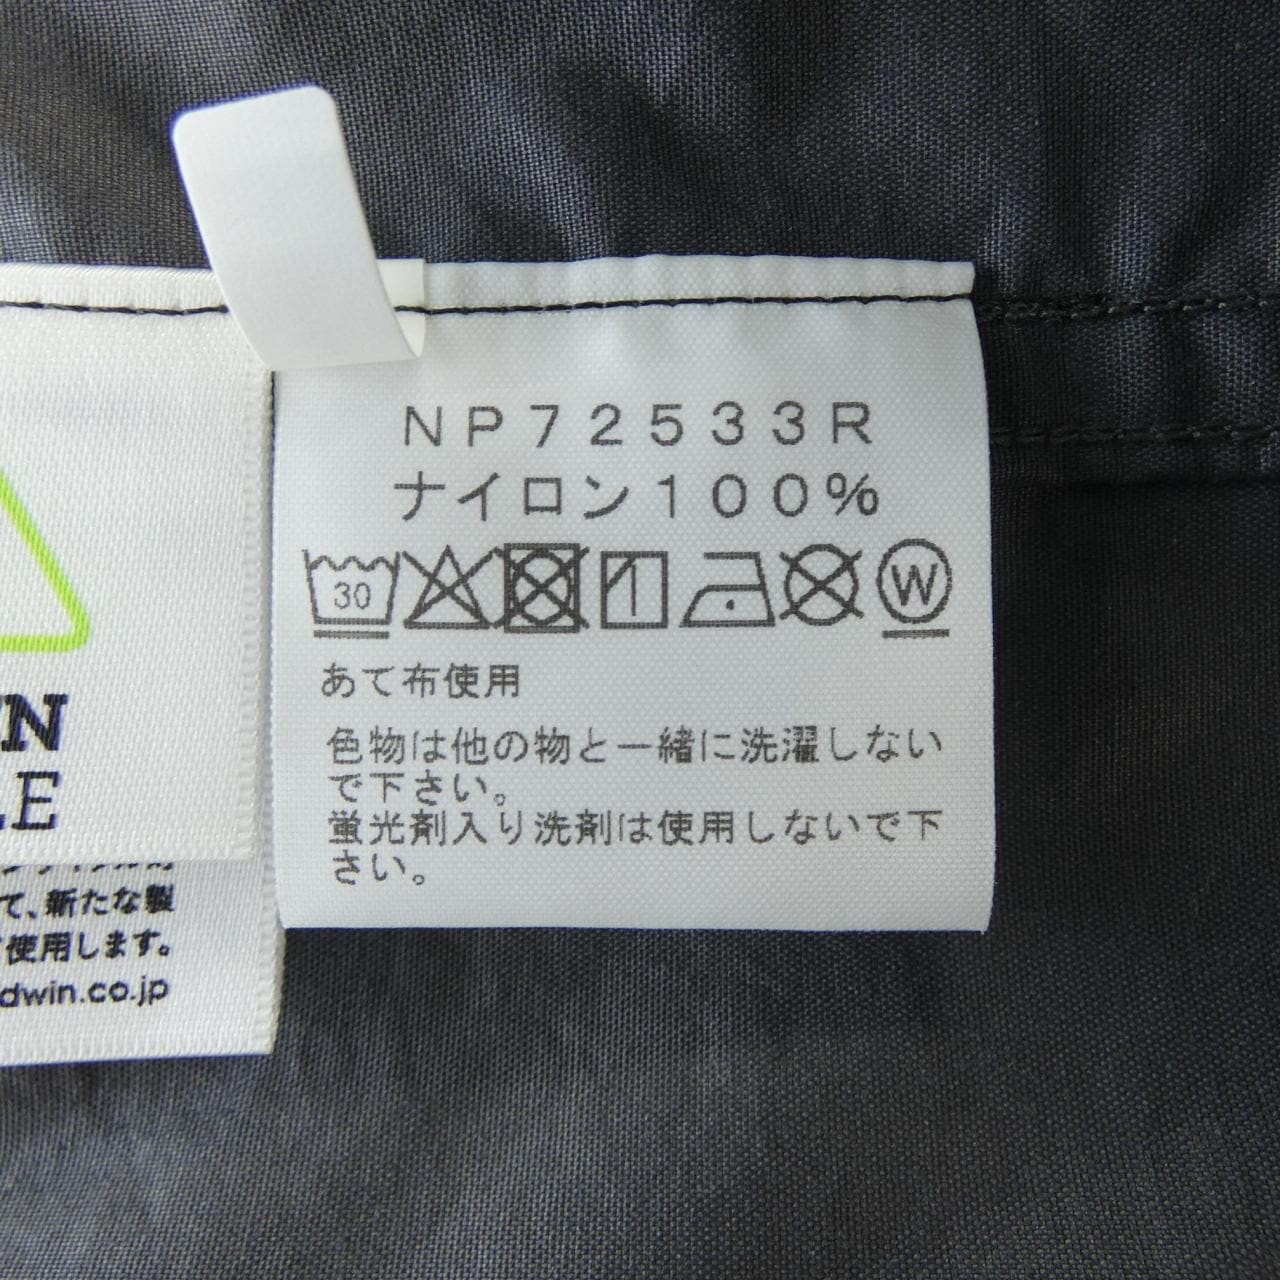 NP72533R
ナイロン100%
30
W
あて布使用
色物は他の物と一緒に洗濯しない
で下さい。
蛍光剤入り洗剤は使用しないで下
さい。
て、新たな製
使用します。
dwin.co.jp